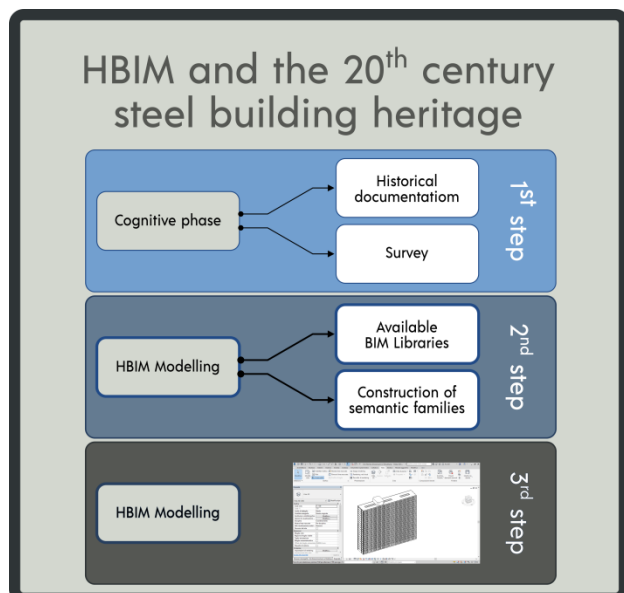 HBIM and the 20th century
steel building heritage
Cognitive phase
Historical
documentatiom
Survey
1st step
HBIM Modelling
Available
BIM Libraries
Construction of
semantic families
2nd step
HBIM Modelling
3rd step